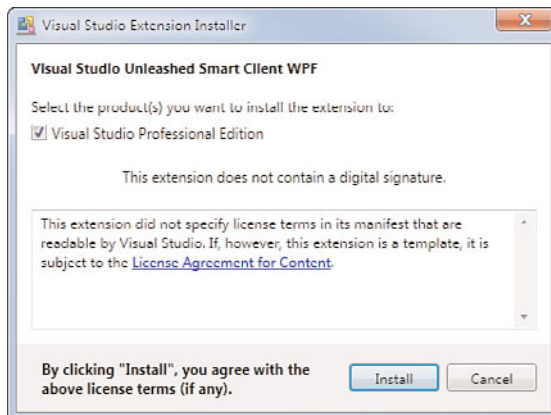 Visual Studio Extension Installer
Visual Studio Unleashed Smart Client WPF
Select the product(s) you want to install the extension to:
Visual Studio Professional Edition
This extension does not contain a digital signature.
This extension did not specify license terms in its manifest that are
readable by Visual Studio. If, however, this extension is a template, it is
subject to the License Agreement for Content.
By clicking "Install", you agree with the
above license terms (if any).
Install
Cancel